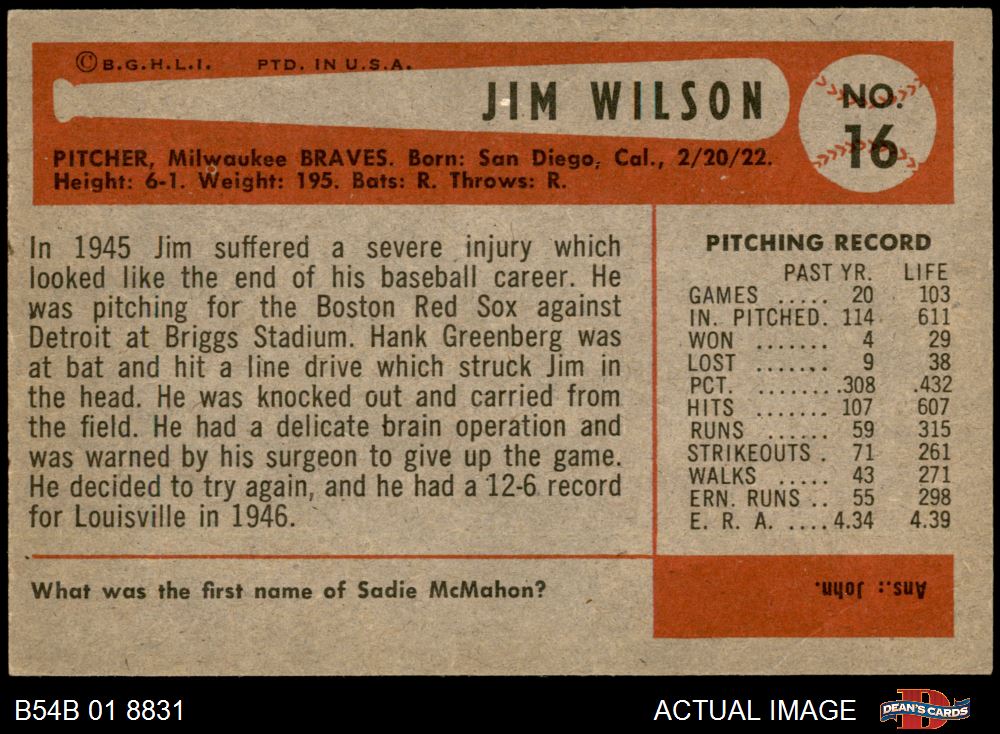 © B.G.H.L.I. PTD. IN U.S.A.
JIM WILSON
NO.
16
PITCHER, Milwaukee BRAVES. Born: San Diego, Cal., 2/20/22.
Height: 6-1. Weight: 195. Bats: R. Throws: R.
In 1945 Jim suffered a severe injury which
looked like the end of his baseball career. He
was pitching for the Boston Red Sox against
Detroit at Briggs Stadium. Hank Greenberg was
at bat and hit a line drive which struck Jim in
the head. He was knocked out and carried from
the field. He had a delicate brain operation and
was warned by his surgeon to give up the game.
He decided to try again, and he had a 12-6 record
for Louisville in 1946.
PITCHING RECORD
PAST YR. LIFE
GAMES ..... 20 103
IN. PITCHED. 114 611
WON ....... 4 29
LOST ....... 9 38
PCT. ........308 .432
HITS ....... 107 607
RUNS ...... 59 315
STRIKEOUTS . 71 261
WALKS ..... 43 271
ERN. RUNS .. 55 298
E. R. A. ....4.34 4.39
What was the first name of Sadie McMahon?
Ans.: John.
B54B 01 8831
ACTUAL IMAGE
D
DEAN'S CARDS